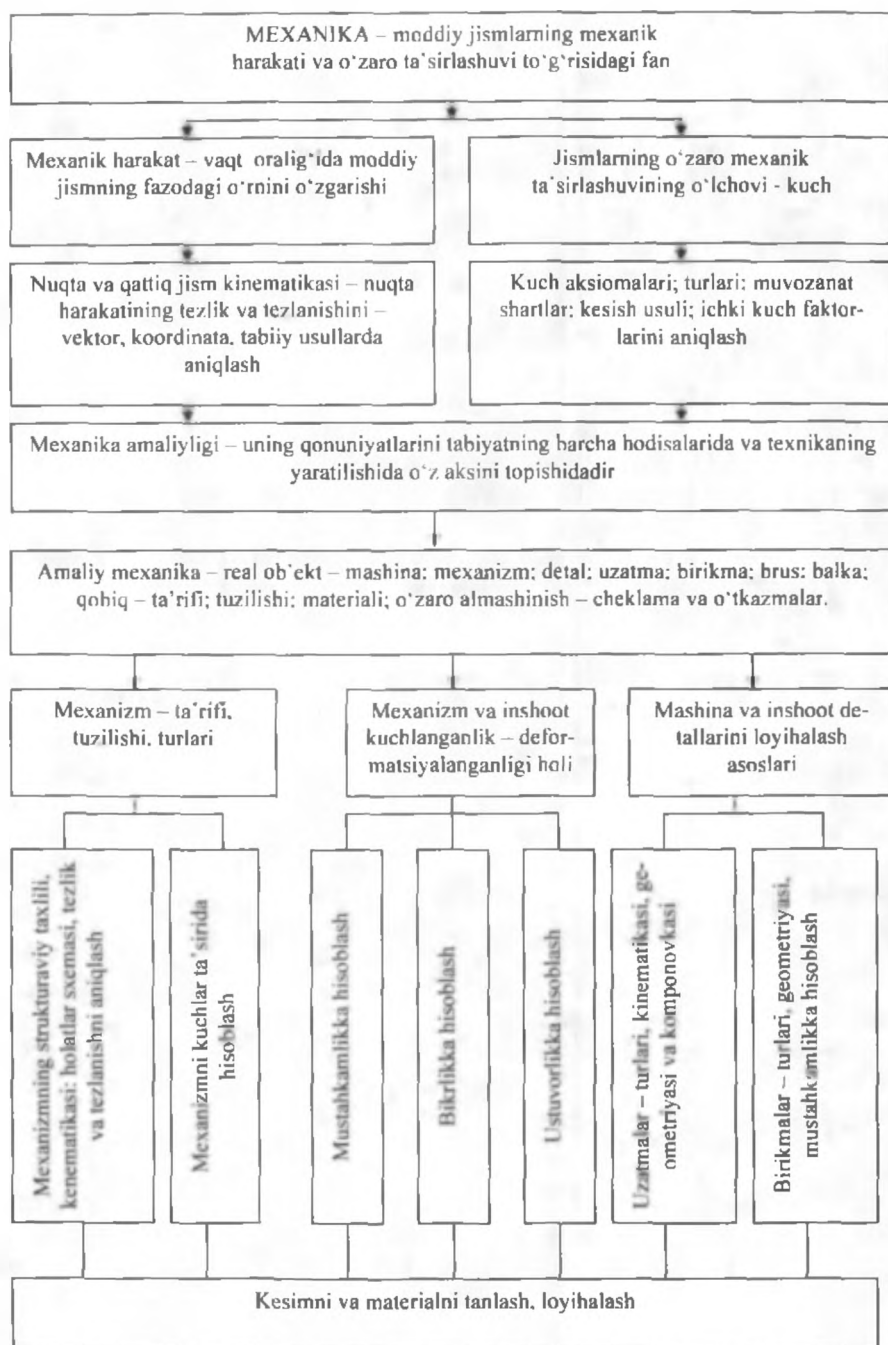 MEXANIKA – moddiy jismlarning mexanik
harakati va o‘zaro ta’sirlashuvi to‘g‘risidagi fan
Mexanik harakat – vaqt oralig‘ida moddiy
jismning fazodagi o‘rnini o‘zgarishi
Jismlarning o‘zaro mexanik
ta’sirlashuvining o‘lchovi - kuch
Nuqta va qattiq jism kinematikasi – nuqta
harakatining tezlik va tezlanishini –
vektor, koordinata, tabiiy usullarda
aniqlash
Kuch aksiomalari; turlari; muvozanat
shartlar; kesish usuli; ichki kuch faktor-
larini aniqlash
Mexanika amaliyligi – uning qonuniyatlarini tabiyatning barcha hodisalarida va texnikaning
yaratilishida o‘z aksini topishidadir
Amaliy mexanika – real ob’ekt – mashina; mexanizm; detal; uzatma; birikma; brus; balka;
qobiq – ta’rifi; tuzilishi; materiali; o‘zaro almashinish – cheklama va o‘tkazmalar.
Mexanizm – ta’rifi,
tuzilishi, turlari
Mexanizm va inshoot
kuchlanganlik – defor-
matsiyalanganligi holi
Mashina va inshoot de-
tallarini loyihalash
asoslari
Mexanizmning strukturaviy taxlili,
kenematikasi: holatlar sxemasi, tezlik
va tezlanishni aniqlash
Mexanizmni kuchlar ta’sirida
hisoblash
Mustahkamlikka hisoblash
Bikrlikka hisoblash
Ustuvorlikka hisoblash
Uzatmalar – turlari, kinematikasi, ge-
ometriyasi va komponovkasi
Birikmalar – turlari, geometriyasi,
mustahkamlikka hisoblash
Kesimni va materialni tanlash, loyihalash